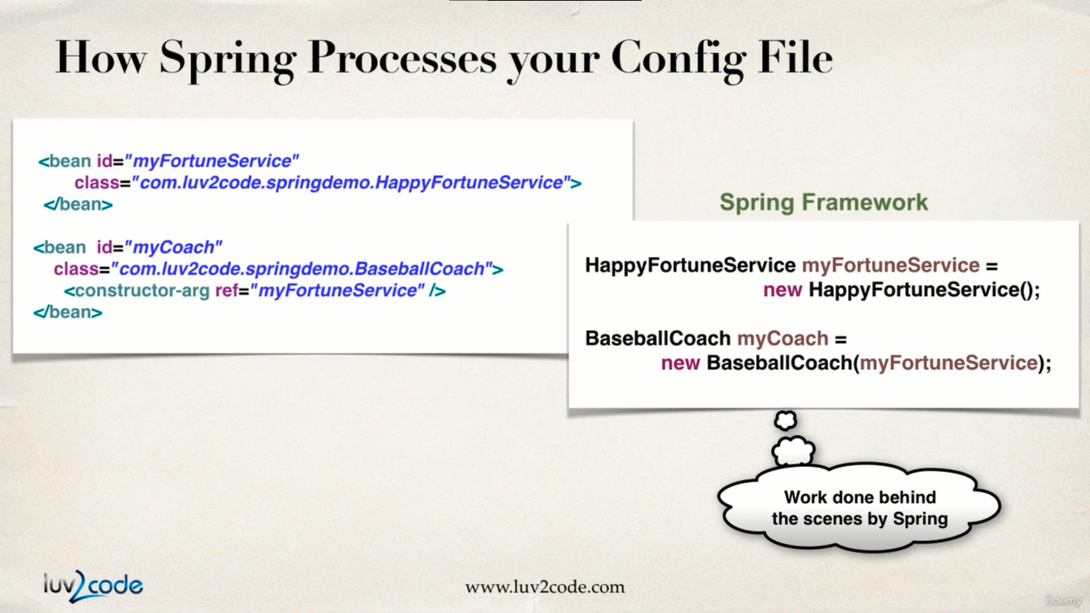 How Spring Processes your Config File
<bean id="myFortuneService"
class="com.luv2code.springdemo.HappyFortuneService">
</bean>
<bean id="myCoach"
class="com.luv2code.springdemo.BaseballCoach">
<constructor-arg ref="myFortuneService" />
</bean>
Spring Framework
HappyFortuneService myFortuneService =
new HappyFortuneService();
BaseballCoach myCoach =
new BaseballCoach(myFortuneService);
Work done behind
the scenes by Spring
luv2code
www.luv2code.com
ûdemy